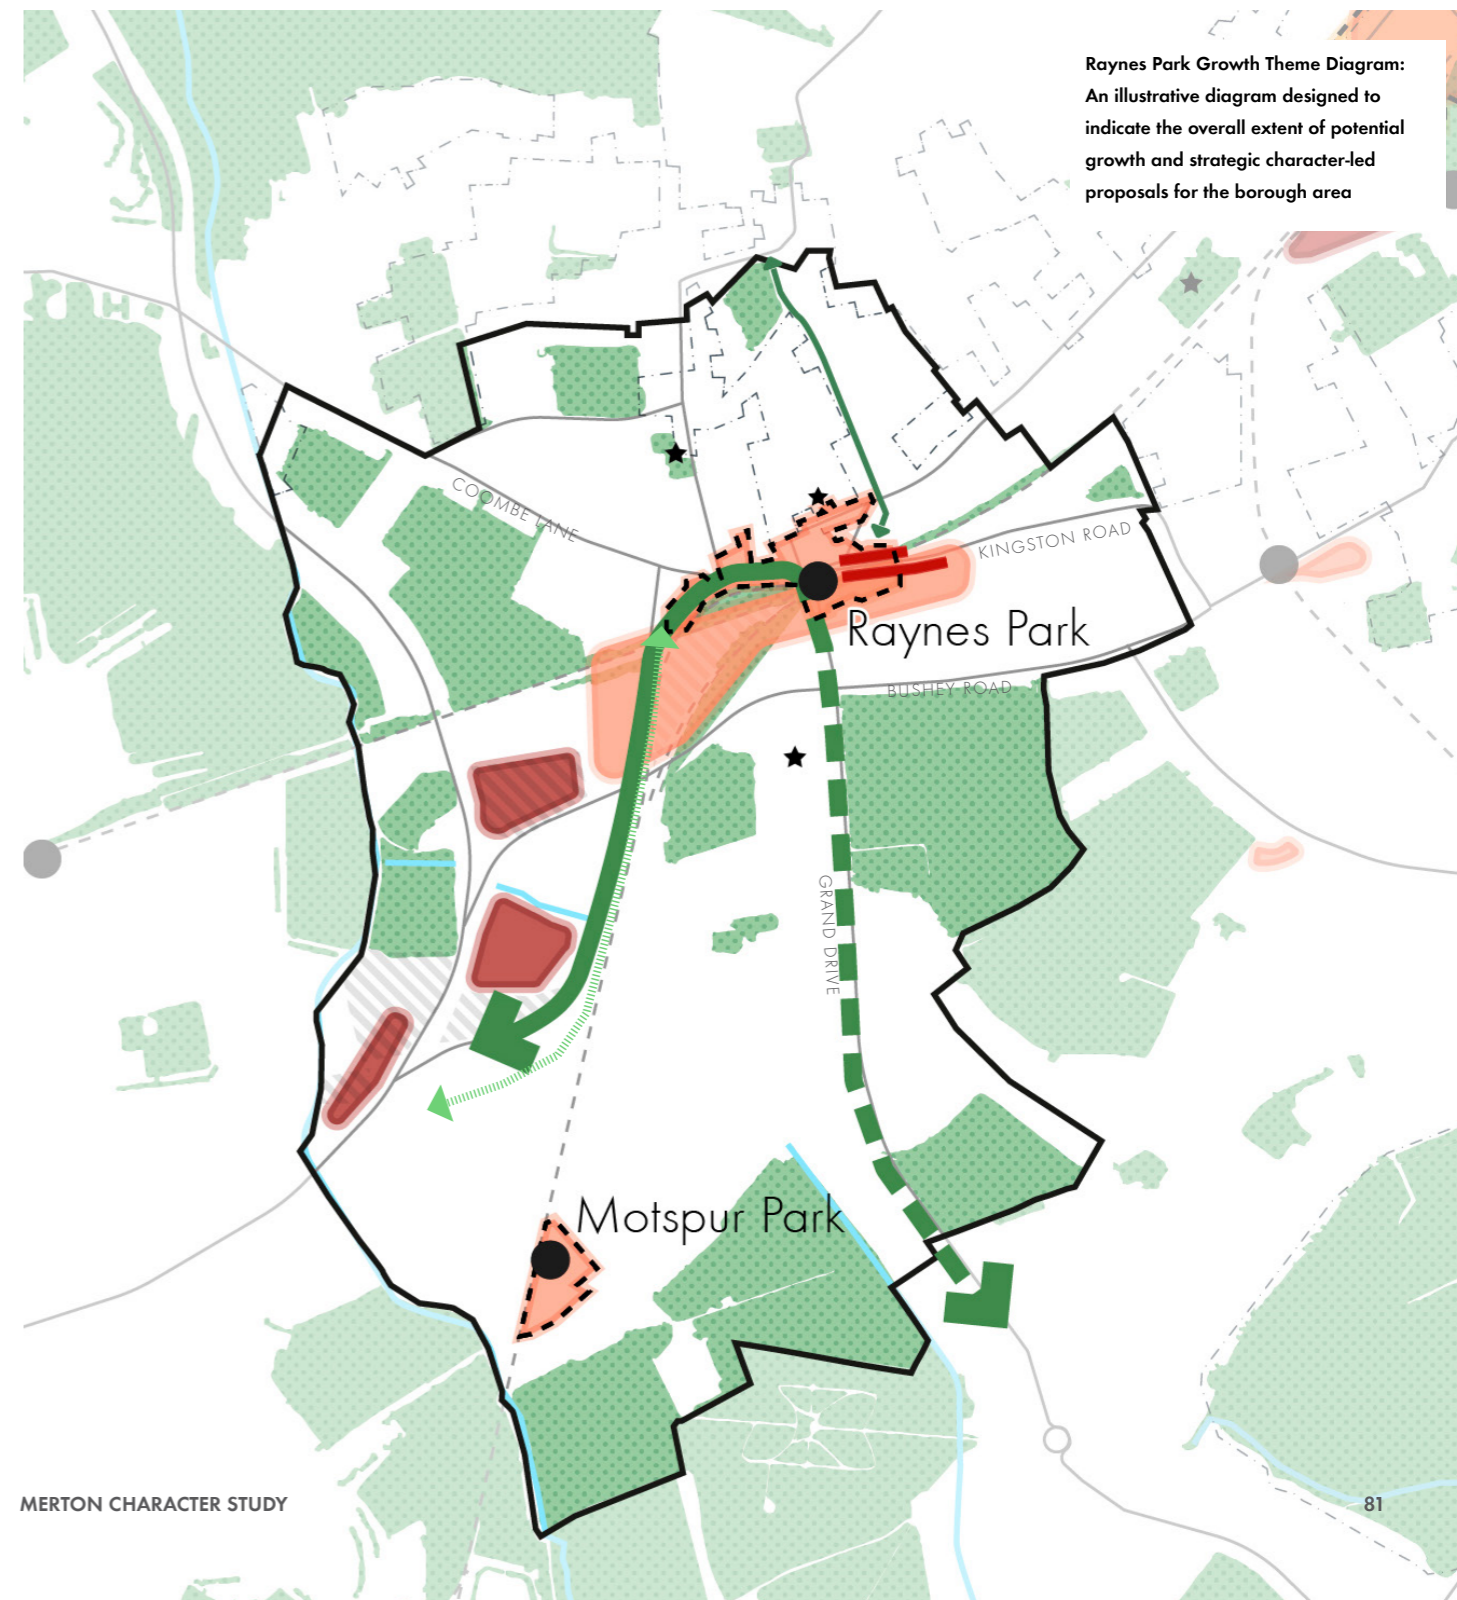 Raynes Park Growth Theme Diagram:
An illustrative diagram designed to
indicate the overall extent of potential
growth and strategic character-led
proposals for the borough area
COOMBE LANE
KINGSTON ROAD
Raynes Park
BUSHEY ROAD
GRAND DRIVE
Motspur Park
MERTON CHARACTER STUDY
81